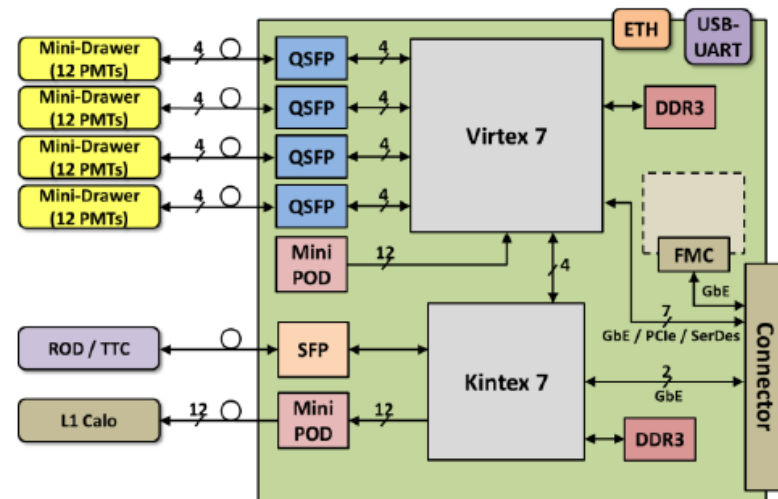 ETH
USB-
UART
Mini-Drawer
(12 PMTs)
4
QSFP
4
Mini-Drawer
(12 PMTs)
4
QSFP
4
Mini-Drawer
(12 PMTs)
4
QSFP
4
Mini-Drawer
(12 PMTs)
4
QSFP
4
Virtex 7
DDR3
Mini
POD
12
4
FMC
GbE
7
GbE / PCIe / SerDes
Connector
ROD / TTC
SFP
Kintex 7
2
GbE
L1 Calo
12
Mini
POD
12
DDR3